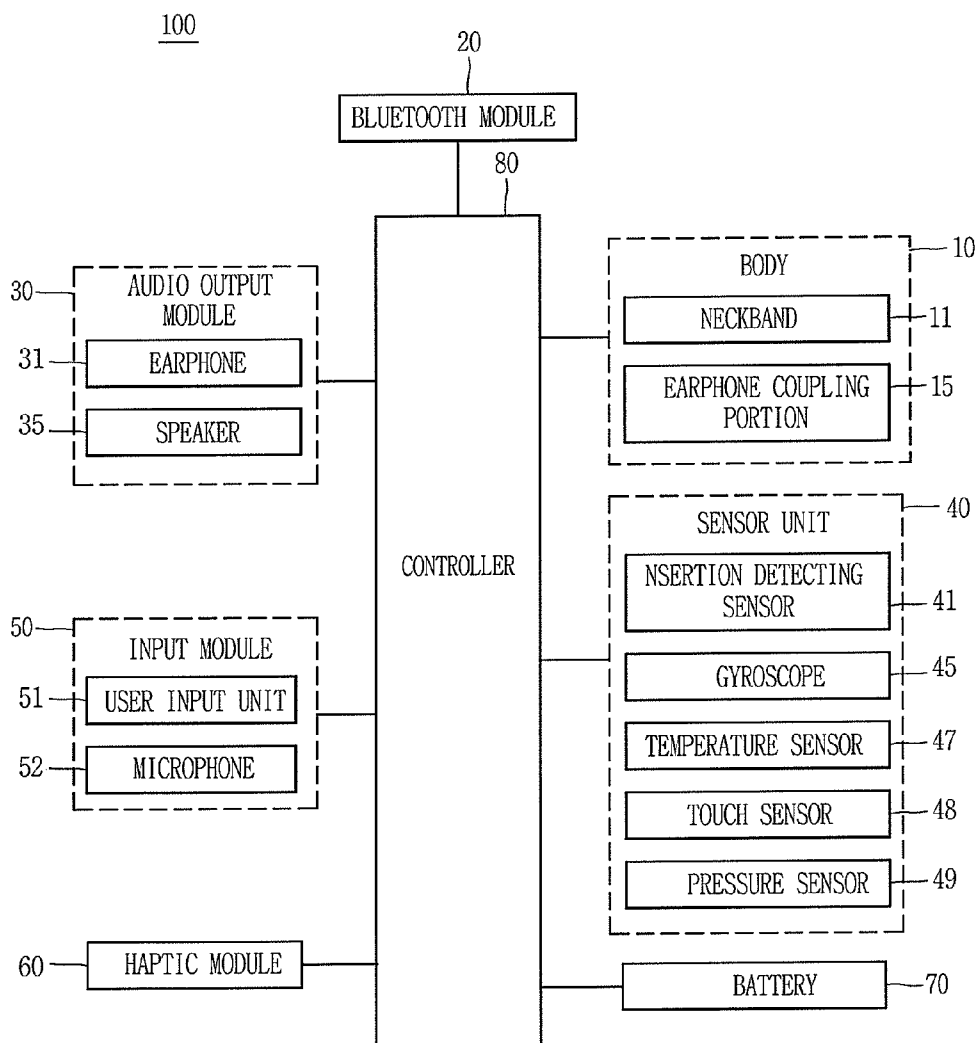 100
20
BLUETOOTH MODULE
80
30
AUDIO OUTPUT
MODULE
31
EARPHONE
35
SPEAKER
10
BODY
NECKBAND
11
EARPHONE COUPLING
PORTION
15
CONTROLLER
40
SENSOR UNIT
NSERTION DETECTING
SENSOR
41
GYROSCOPE
45
TEMPERATURE SENSOR
47
TOUCH SENSOR
48
PRESSURE SENSOR
49
50
INPUT MODULE
51
USER INPUT UNIT
52
MICROPHONE
60
HAPTIC MODULE
BATTERY
70